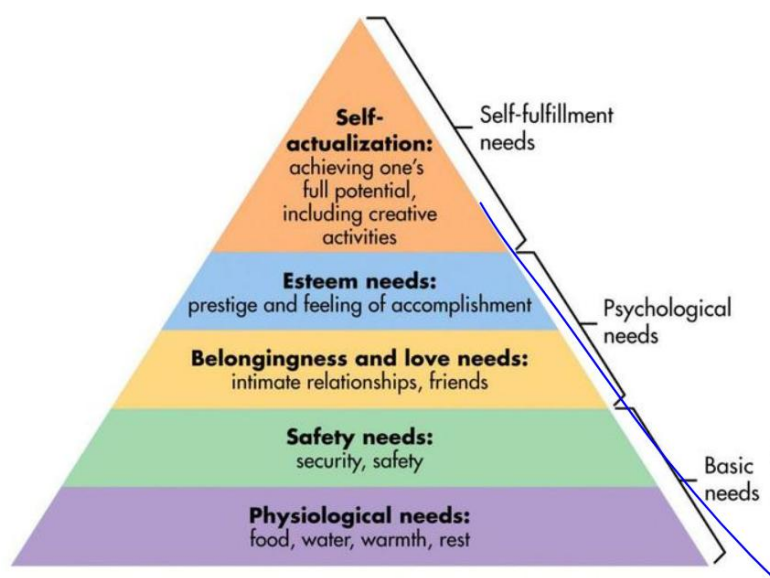 Self-
actualization:
achieving one's
full potential,
including creative
activities
Self-fulfillment
needs
Esteem needs:
prestige and feeling of accomplishment
Psychological
needs
Belongingness and love needs:
intimate relationships, friends
Safety needs:
security, safety
Basic
needs
Physiological needs:
food, water, warmth, rest